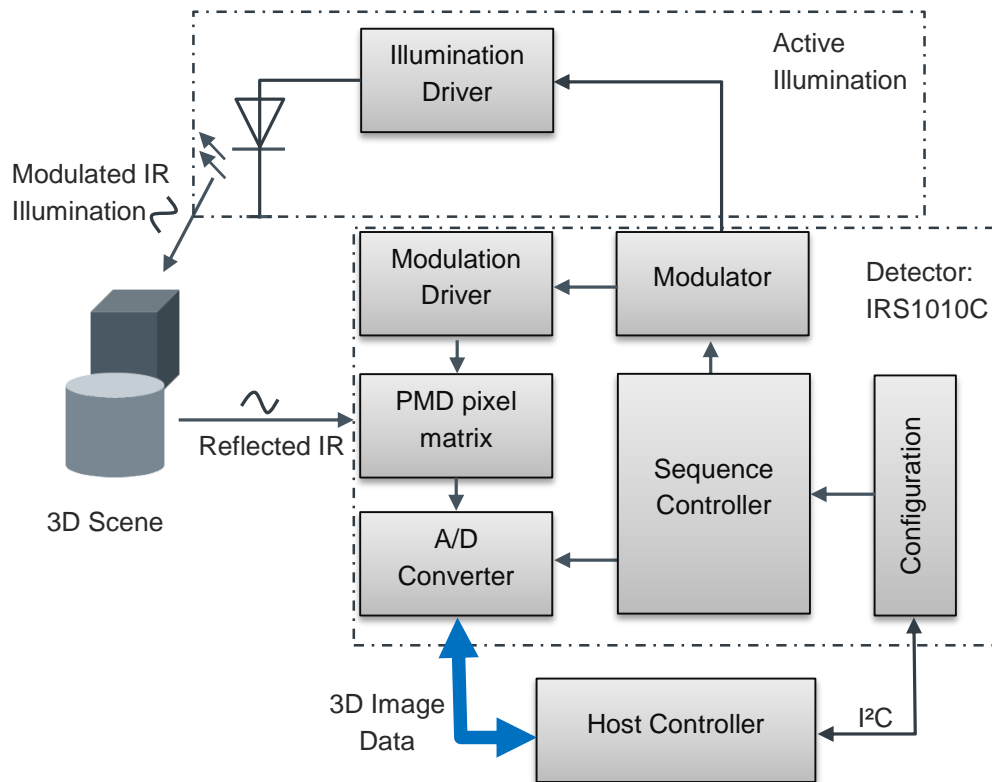 Illumination
Driver
Active
Illumination
Modulated IR
Illumination
Modulation
Driver
Modulator
Detector:
IRS1010C
PMD pixel
matrix
Reflected IR
Sequence
Controller
Configuration
3D Scene
A/D
Converter
3D Image
Data
Host Controller
I²C